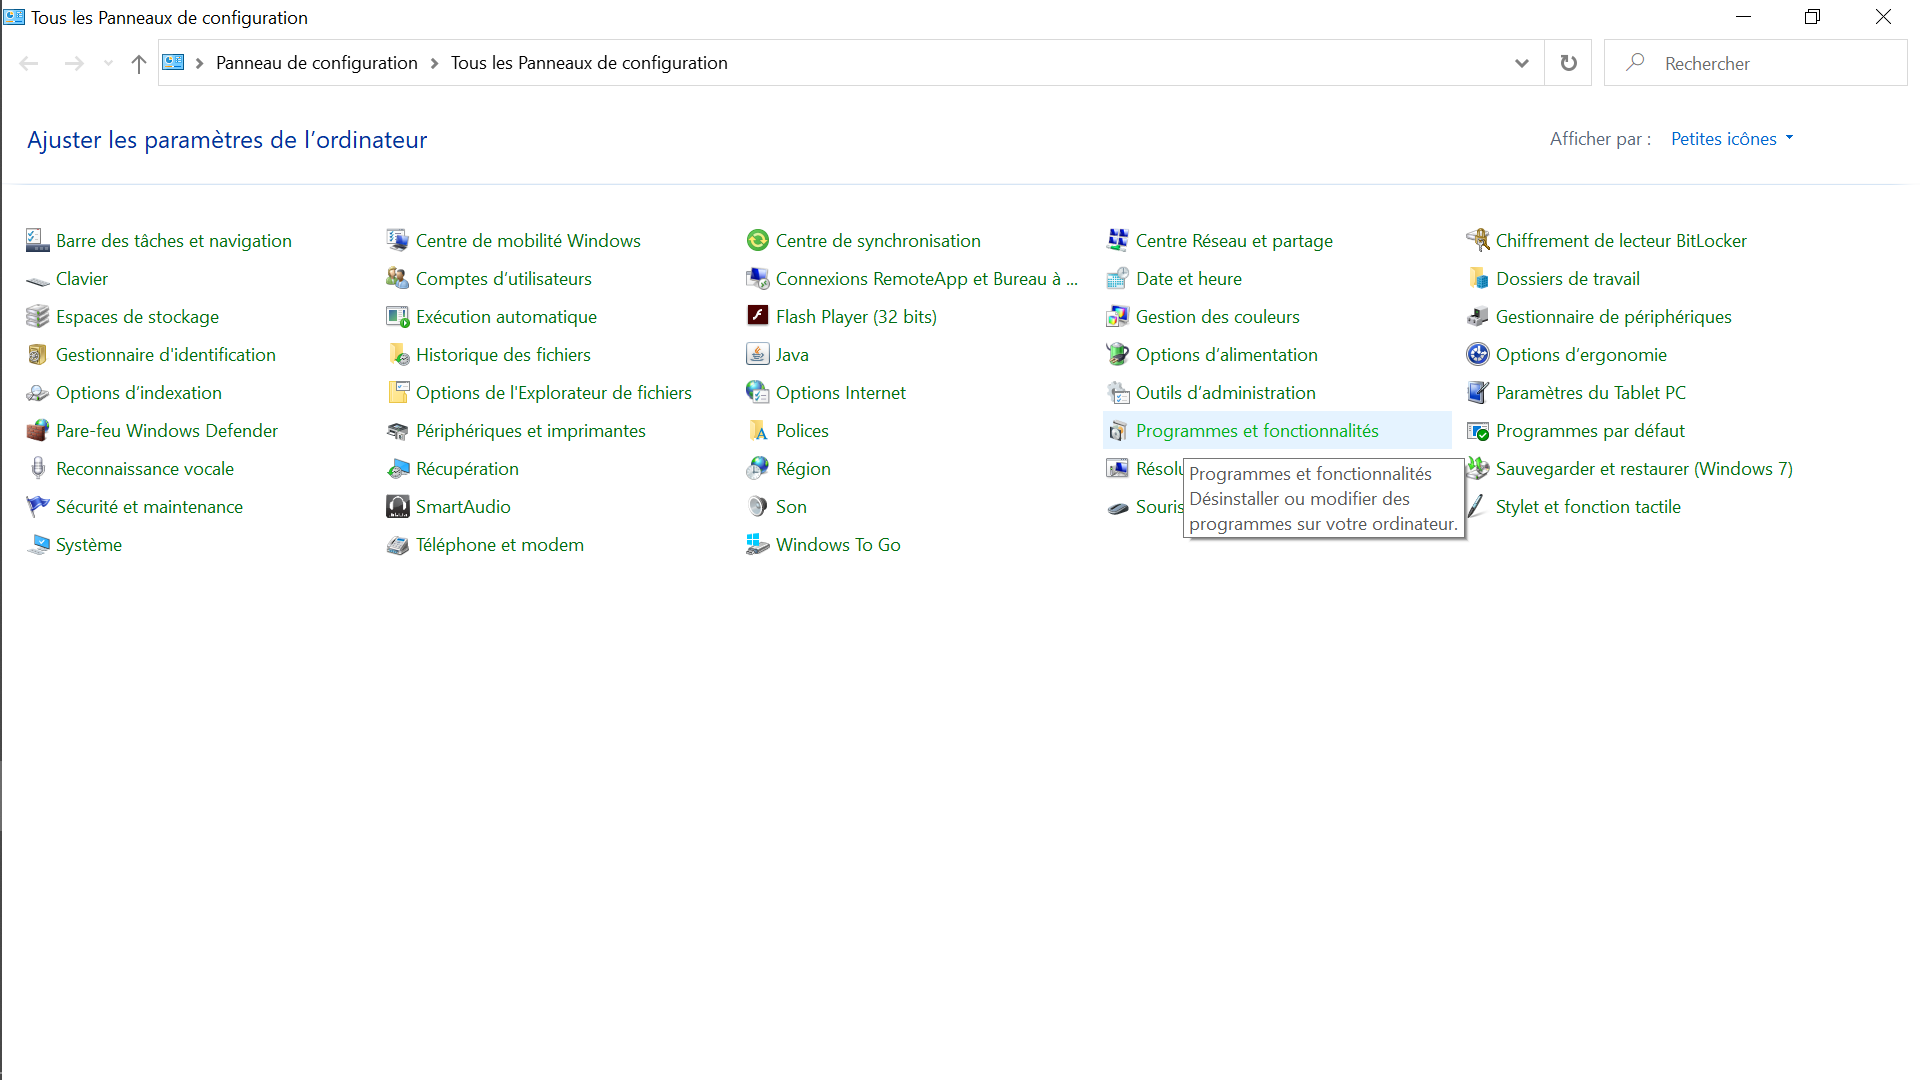 Tous les Panneaux de configuration
Panneau de configuration > Tous les Panneaux de configuration
Rechercher
Ajuster les paramètres de l’ordinateur
Afficher par : Petites icônes
Barre des tâches et navigation
Centre de mobilité Windows
Centre de synchronisation
Centre Réseau et partage
Chiffrement de lecteur BitLocker
Clavier
Comptes d’utilisateurs
Connexions RemoteApp et Bureau à ...
Date et heure
Dossiers de travail
Espaces de stockage
Exécution automatique
Flash Player (32 bits)
Gestion des couleurs
Gestionnaire de périphériques
Gestionnaire d'identification
Historique des fichiers
Java
Options d’alimentation
Options d’ergonomie
Options d’indexation
Options de l'Explorateur de fichiers
Options Internet
Outils d’administration
Paramètres du Tablet PC
Pare-feu Windows Defender
Périphériques et imprimantes
Polices
Programmes et fonctionnalités
Programmes par défaut
Reconnaissance vocale
Récupération
Région
Sauvegarder et restaurer (Windows 7)
Sécurité et maintenance
SmartAudio
Son
Souris
Stylet et fonction tactile
Système
Téléphone et modem
Windows To Go
Programmes et fonctionnalités
Désinstaller ou modifier des
programmes sur votre ordinateur.